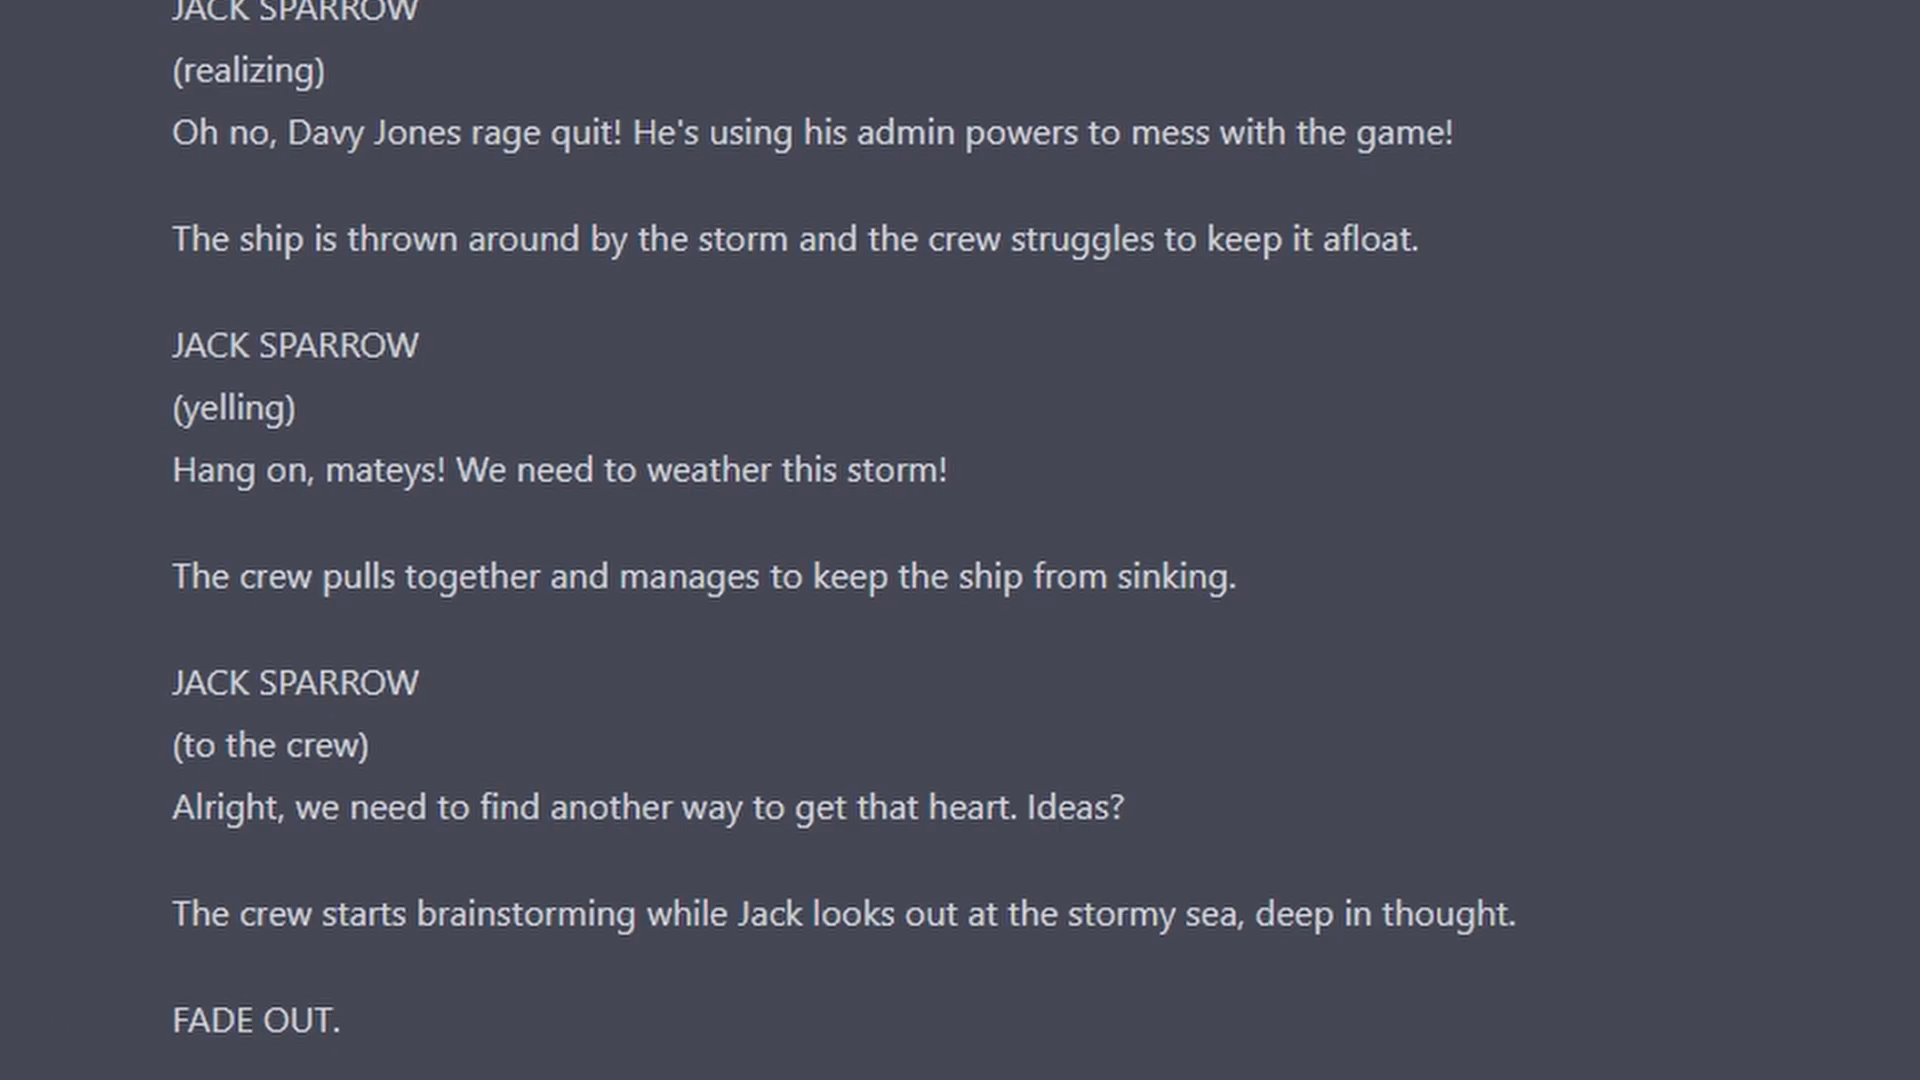 JACK SPARROW
(realizing)
Oh no, Davy Jones rage quit! He's using his admin powers to mess with the game!
The ship is thrown around by the storm and the crew struggles to keep it afloat.
JACK SPARROW
(yelling)
Hang on, mateys! We need to weather this storm!
The crew pulls together and manages to keep the ship from sinking.
JACK SPARROW
(to the crew)
Alright, we need to find another way to get that heart. Ideas?
The crew starts brainstorming while Jack looks out at the stormy sea, deep in thought.
FADE OUT.